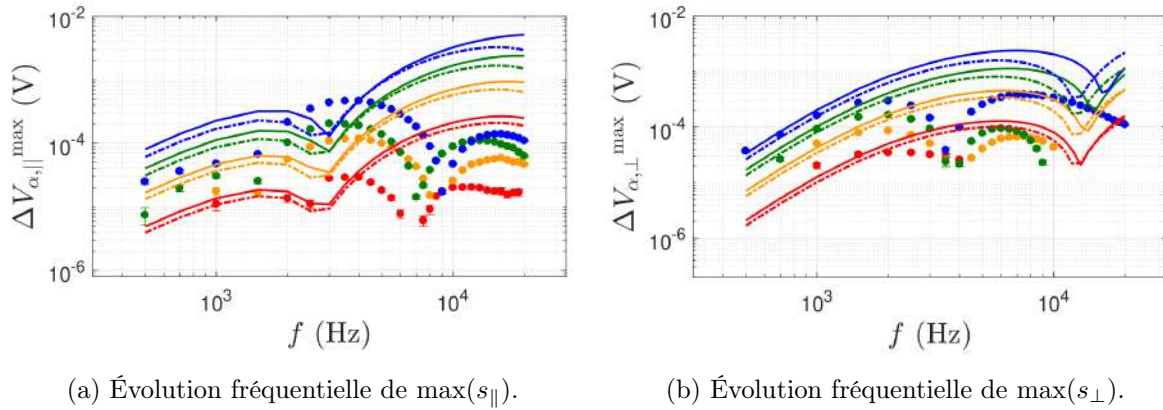 10⁻²
10⁻⁴
10⁻⁶
ΔV_{α,||}^{max} (V)
10³
10⁴
f (Hz)
(a) Évolution fréquentielle de max(s_∥).
10⁻²
10⁻⁴
10⁻⁶
ΔV_{α,⊥}^{max} (V)
10³
10⁴
f (Hz)
(b) Évolution fréquentielle de max(s_⊥).